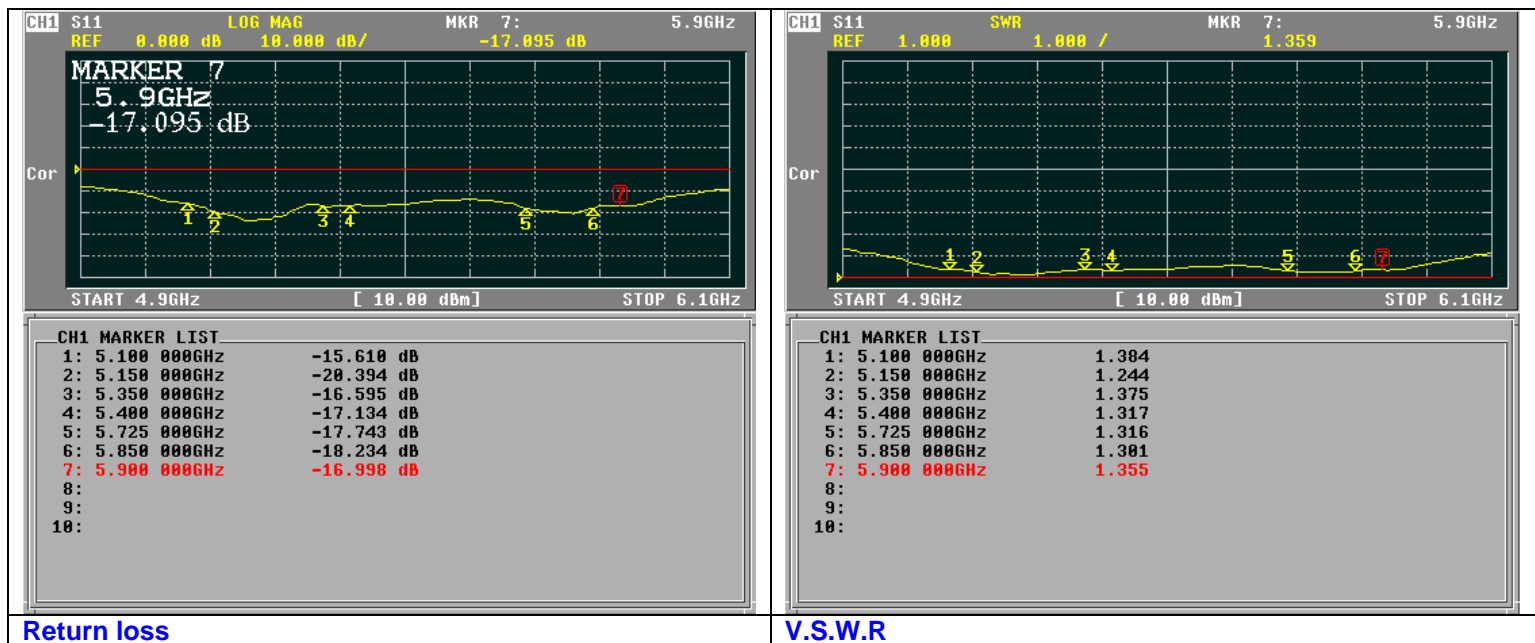 CH1 S11 LOG MAG MKR 7: 5.9GHz
REF 0.000 dB 10.000 dB/ -17.095 dB
MARKER 7
5.9GHz
-17.095 dB
Cor
1 2 3 4 5 6 7
START 4.9GHz [ 10.00 dBm] STOP 6.1GHz
CH1 MARKER LIST
1: 5.100 000GHz -15.610 dB
2: 5.150 000GHz -20.394 dB
3: 5.350 000GHz -16.595 dB
4: 5.400 000GHz -17.134 dB
5: 5.725 000GHz -17.743 dB
6: 5.850 000GHz -18.234 dB
7: 5.900 000GHz -16.998 dB
8:
9:
10:
Return loss
CH1 S11 SWR MKR 7: 5.9GHz
REF 1.000 1.000 / 1.359
Cor
1 2 3 4 5 6 7
START 4.9GHz [ 10.00 dBm] STOP 6.1GHz
CH1 MARKER LIST
1: 5.100 000GHz 1.384
2: 5.150 000GHz 1.244
3: 5.350 000GHz 1.375
4: 5.400 000GHz 1.317
5: 5.725 000GHz 1.316
6: 5.850 000GHz 1.301
7: 5.900 000GHz 1.355
8:
9:
10:
V.S.W.R